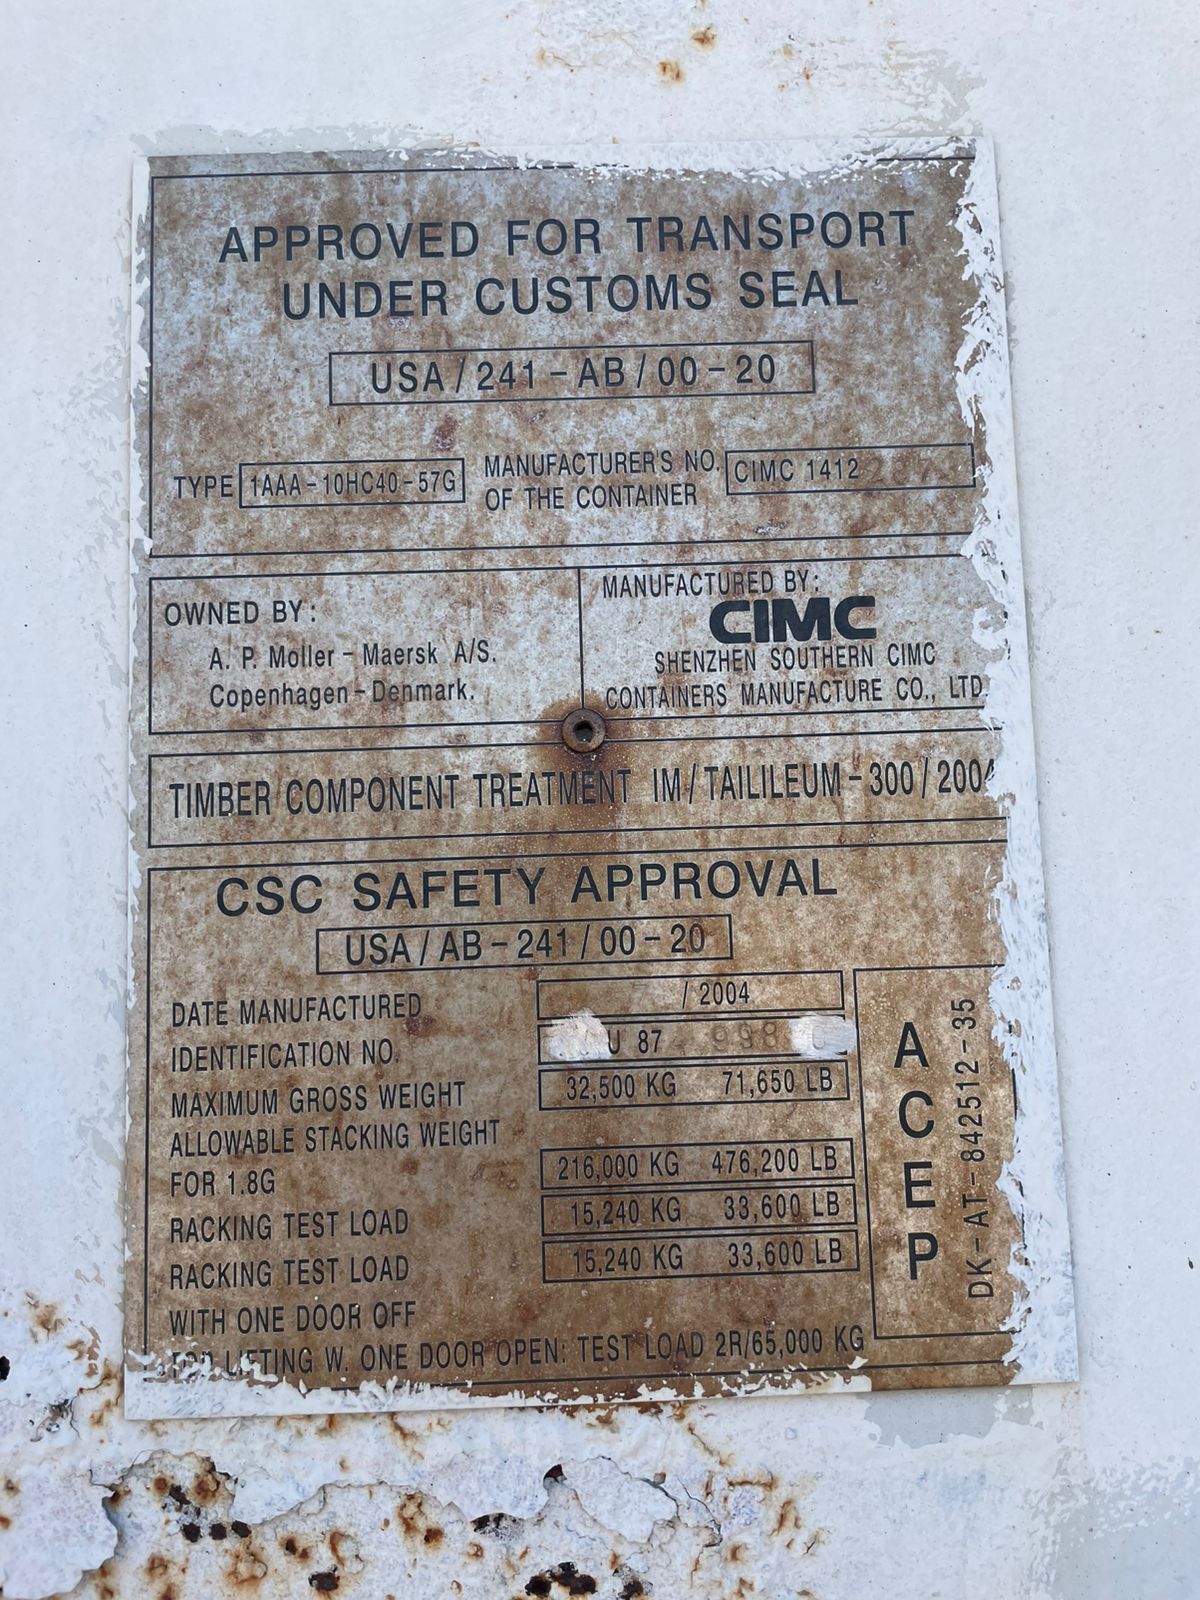 APPROVED FOR TRANSPORT
UNDER CUSTOMS SEAL
USA/241-AB/00-20
TYPE 1AAA-10HC40-57G
MANUFACTURER'S NO.
OF THE CONTAINER
CIMC 1412
OWNED BY:
A. P. Moller-Maersk A/S.
Copenhagen-Denmark.
MANUFACTURED BY:
CIMC
SHENZHEN SOUTHERN CIMC
CONTAINERS MANUFACTURE CO., LTD.
TIMBER COMPONENT TREATMENT IM/TAILILEUM-300/2004
CSC SAFETY APPROVAL
USA/AB-241/00-20
DATE MANUFACTURED /2004
IDENTIFICATION NO. U 87
MAXIMUM GROSS WEIGHT 32,500 KG 71,650 LB
ALLOWABLE STACKING WEIGHT
FOR 1.8G 216,000 KG 476,200 LB
RACKING TEST LOAD 15,240 KG 33,600 LB
RACKING TEST LOAD 15,240 KG 33,600 LB
WITH ONE DOOR OFF
LIFTING W. ONE DOOR OPEN: TEST LOAD 2R/65,000 KG
ACEP
DK-AT-842512-35